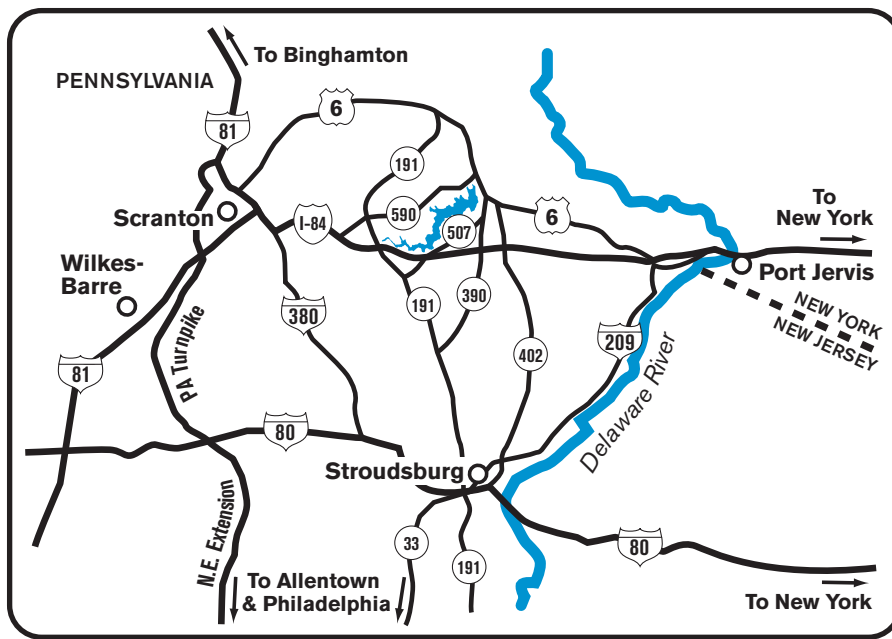 To Binghamton
PENNSYLVANIA
6
81
191
Scranton
590
I-84
507
6
To
New York
Wilkes-
Barre
Port Jervis
191
390
380
NEW YORK
NEW JERSEY
PA Turnpike
402
209
81
Delaware River
80
Stroudsburg
N.E. Extension
33
80
191
To Allentown
& Philadelphia
To New York